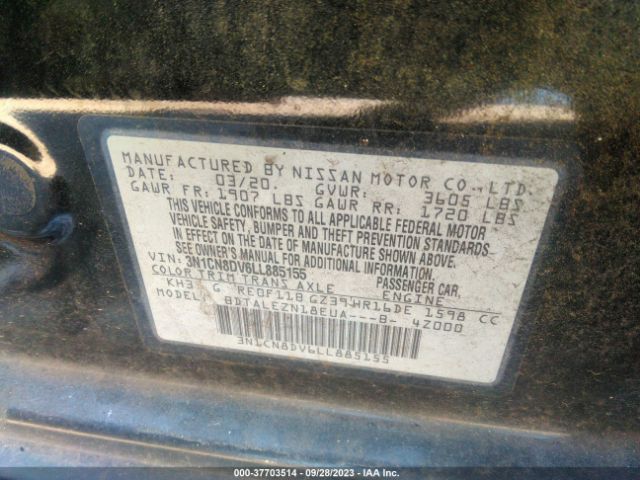 MANUFACTURED BY NISSAN MOTOR CO.,LTD.
DATE: 03/20. GVWR: 3605 LBS
GAWR FR: 1907 LBS GAWR RR: 1720 LBS
THIS VEHICLE CONFORMS TO ALL APPLICABLE FEDERAL MOTOR
VEHICLE SAFETY, BUMPER AND THEFT PREVENTION STANDARDS
IN EFFECT ON THE DATE OF MANUFACTURE SHOWN ABOVE.
SEE OWNER'S MANUAL FOR ADDITIONAL INFORMATION.
VIN: 3N1CN8DV6LL885155 PASSENGER CAR,
COLOR TRIM TRANS AXLE ENGINE
KH3 G RE0F11B GZ39 HR16DE 1598 CC
MODEL: BDTALEZN18EUA---B- 4Z000
3N1CN8DV6LL885155
000-37703514 - 09/28/2023 - IAA Inc.